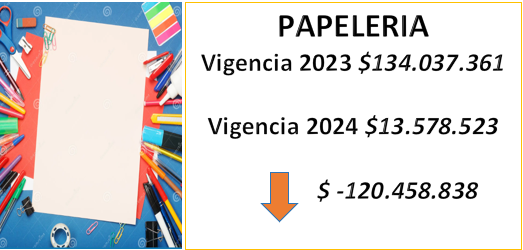 PAPELERIA
Vigencia 2023 $134.037.361
Vigencia 2024 $13.578.523
$ -120.458.838